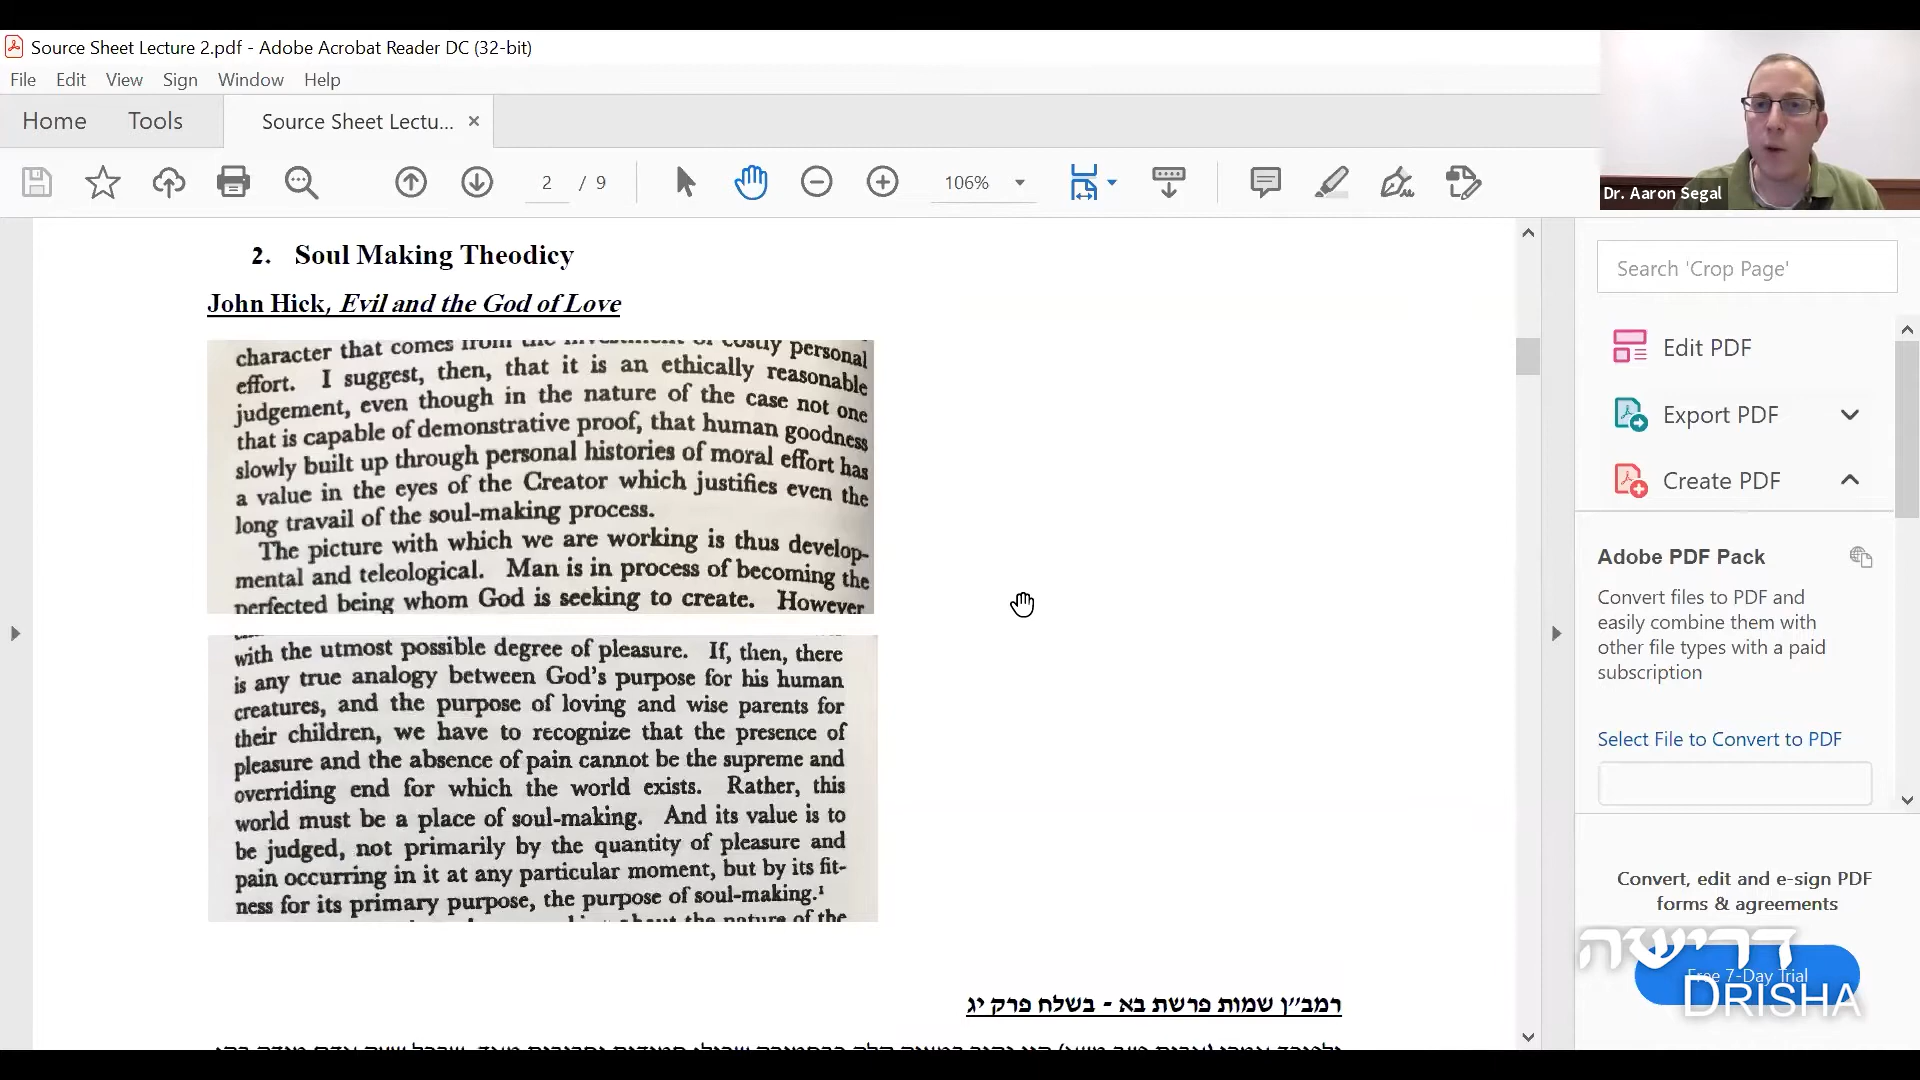 Source Sheet Lecture 2.pdf - Adobe Acrobat Reader DC (32-bit)
File Edit View Sign Window Help
Home Tools Source Sheet Lectu... ×
2 / 9 106%
Dr. Aaron Segal
2. Soul Making Theodicy
John Hick, Evil and the God of Love
character that comes from the investment of costly personal
effort. I suggest, then, that it is an ethically reasonable
judgement, even though in the nature of the case not one
that is capable of demonstrative proof, that human goodness
slowly built up through personal histories of moral effort has
a value in the eyes of the Creator which justifies even the
long travail of the soul-making process.
The picture with which we are working is thus develop-
mental and teleological. Man is in process of becoming the
perfected being whom God is seeking to create. However
with the utmost possible degree of pleasure. If, then, there
is any true analogy between God's purpose for his human
creatures, and the purpose of loving and wise parents for
their children, we have to recognize that the presence of
pleasure and the absence of pain cannot be the supreme and
overriding end for which the world exists. Rather, this
world must be a place of soul-making. And its value is to
be judged, not primarily by the quantity of pleasure and
pain occurring in it at any particular moment, but by its fit-
ness for its primary purpose, the purpose of soul-making.¹
about the nature of the
רמב"ן שמות פרשת בא - בשלח פרק יג
Search 'Crop Page'
Edit PDF
Export PDF
Create PDF
Adobe PDF Pack
Convert files to PDF and
easily combine them with
other file types with a paid
subscription
Select File to Convert to PDF
Convert, edit and e-sign PDF
forms & agreements
Free 7-Day Trial
דרישה
DRISHA